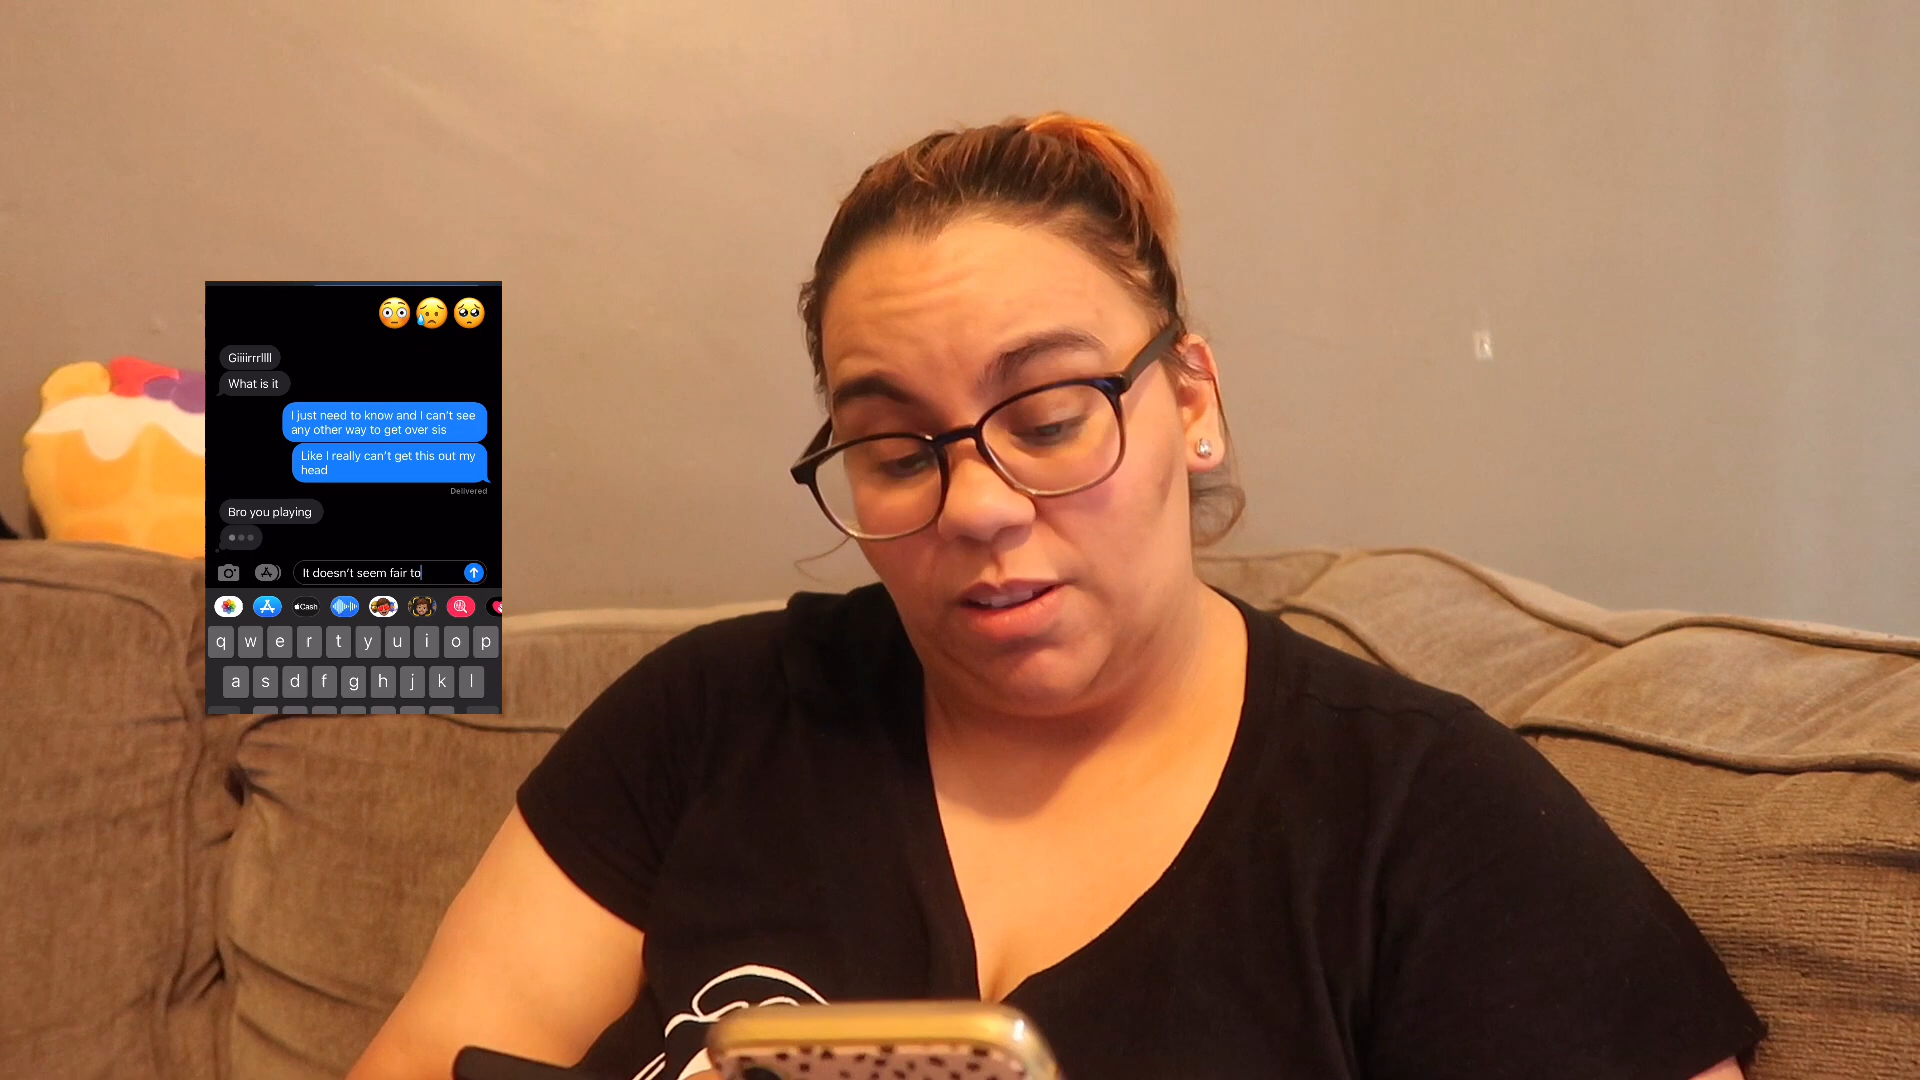 Giiiirrrllll
What is it
I just need to know and I can't see
any other way to get over sis
Like I really can't get this out my
head
Delivered
Bro you playing
It doesn't seem fair to
Cash
q w e r t y u i o p
a s d f g h j k l